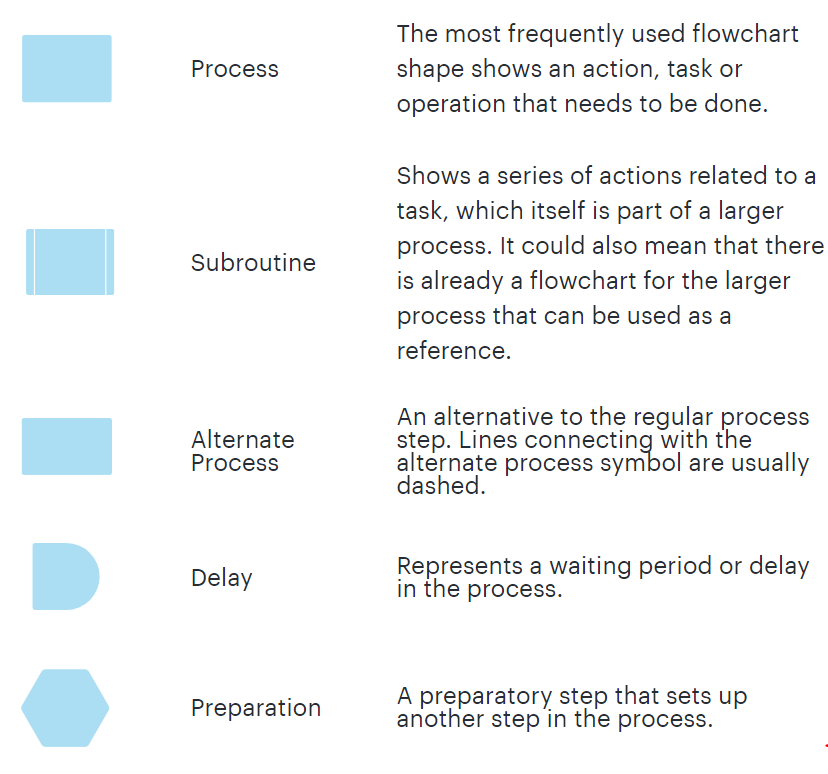 Process
The most frequently used flowchart
shape shows an action, task or
operation that needs to be done.
Subroutine
Shows a series of actions related to a
task, which itself is part of a larger
process. It could also mean that there
is already a flowchart for the larger
process that can be used as a
reference.
Alternate
Process
An alternative to the regular process
step. Lines connecting with the
alternate process symbol are usually
dashed.
Delay
Represents a waiting period or delay
in the process.
Preparation
A preparatory step that sets up
another step in the process.